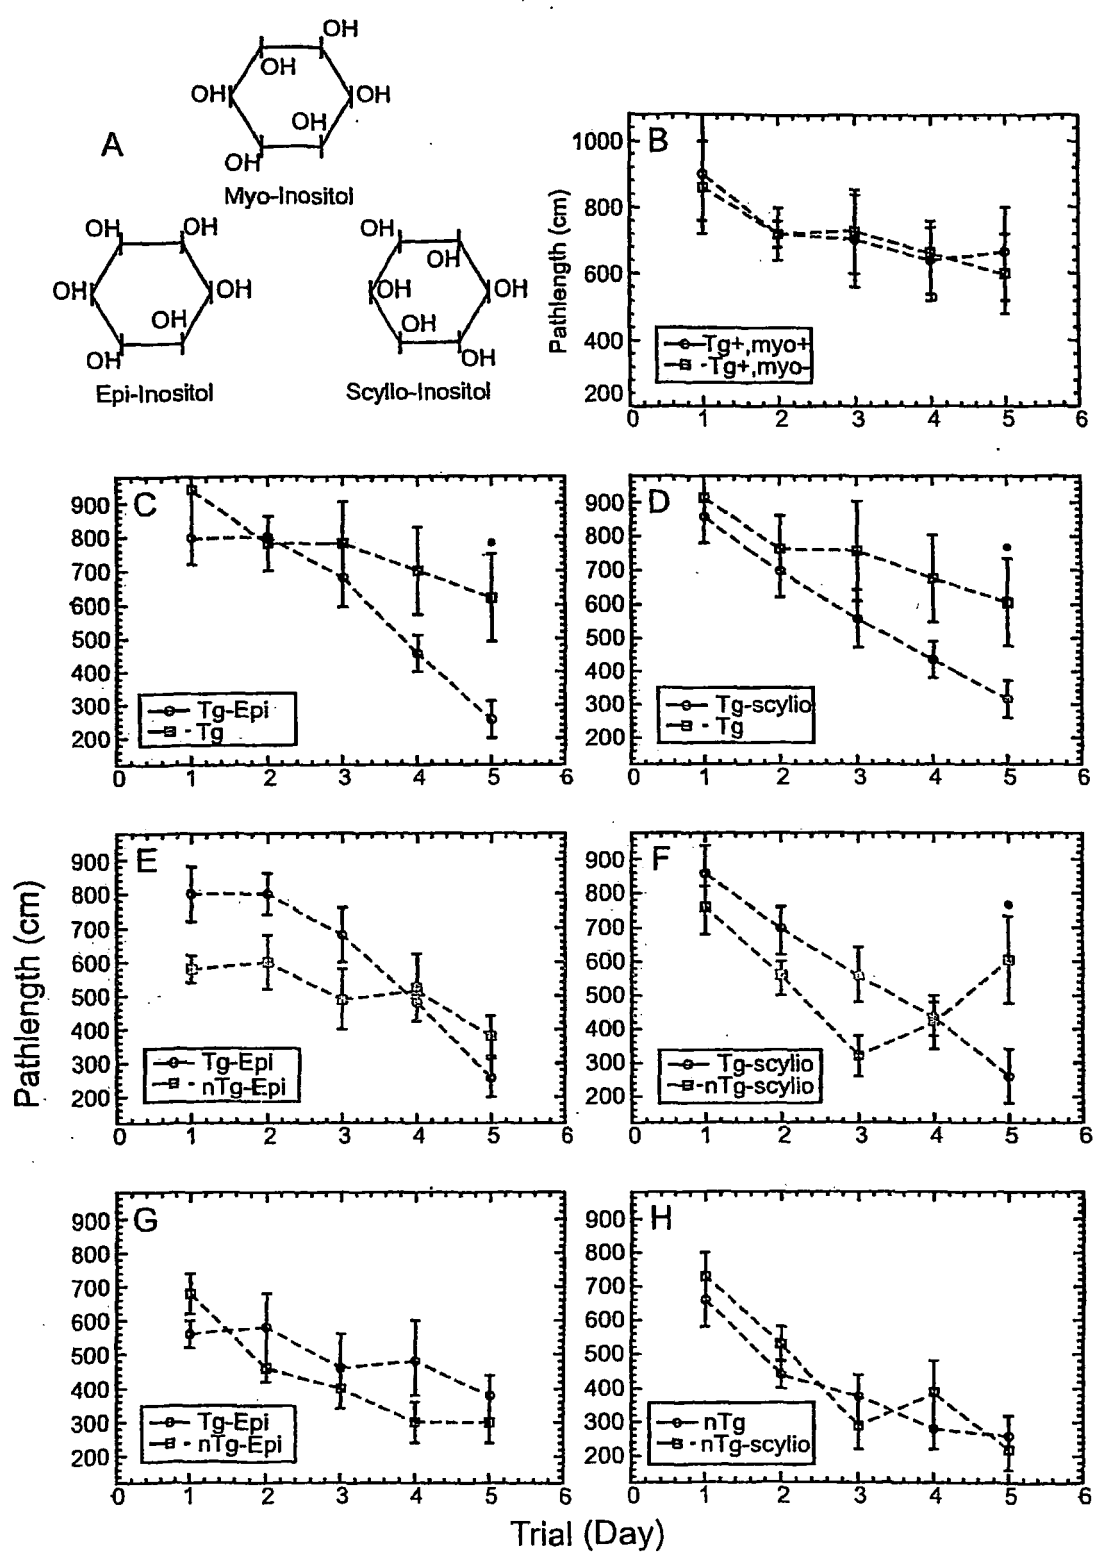 A
OH
OH
OH
OH
OH
OH
Myo-Inositol
OH
OH
OH
OH
OH
OH
Epi-Inositol
OH
OH
OH
OH
OH
OH
Scyllo-Inositol
B
Pathlength (cm)
1000
800
600
400
200
Tg+,myo+
Tg+,myo-
0 1 2 3 4 5 6
C
900
800
700
600
500
400
300
200
Tg-Epi
Tg
0 1 2 3 4 5 6
D
900
800
700
600
500
400
300
200
Tg-scylio
Tg
0 1 2 3 4 5 6
Pathlength (cm)
E
900
800
700
600
500
400
300
200
Tg-Epi
nTg-Epi
0 1 2 3 4 5 6
F
900
800
700
600
500
400
300
200
Tg-scylio
nTg-scylio
0 1 2 3 4 5 6
G
900
800
700
600
500
400
300
200
Tg-Epi
nTg-Epi
0 1 2 3 4 5 6
H
900
800
700
600
500
400
300
200
nTg
nTg-scylio
0 1 2 3 4 5 6
Trial (Day)